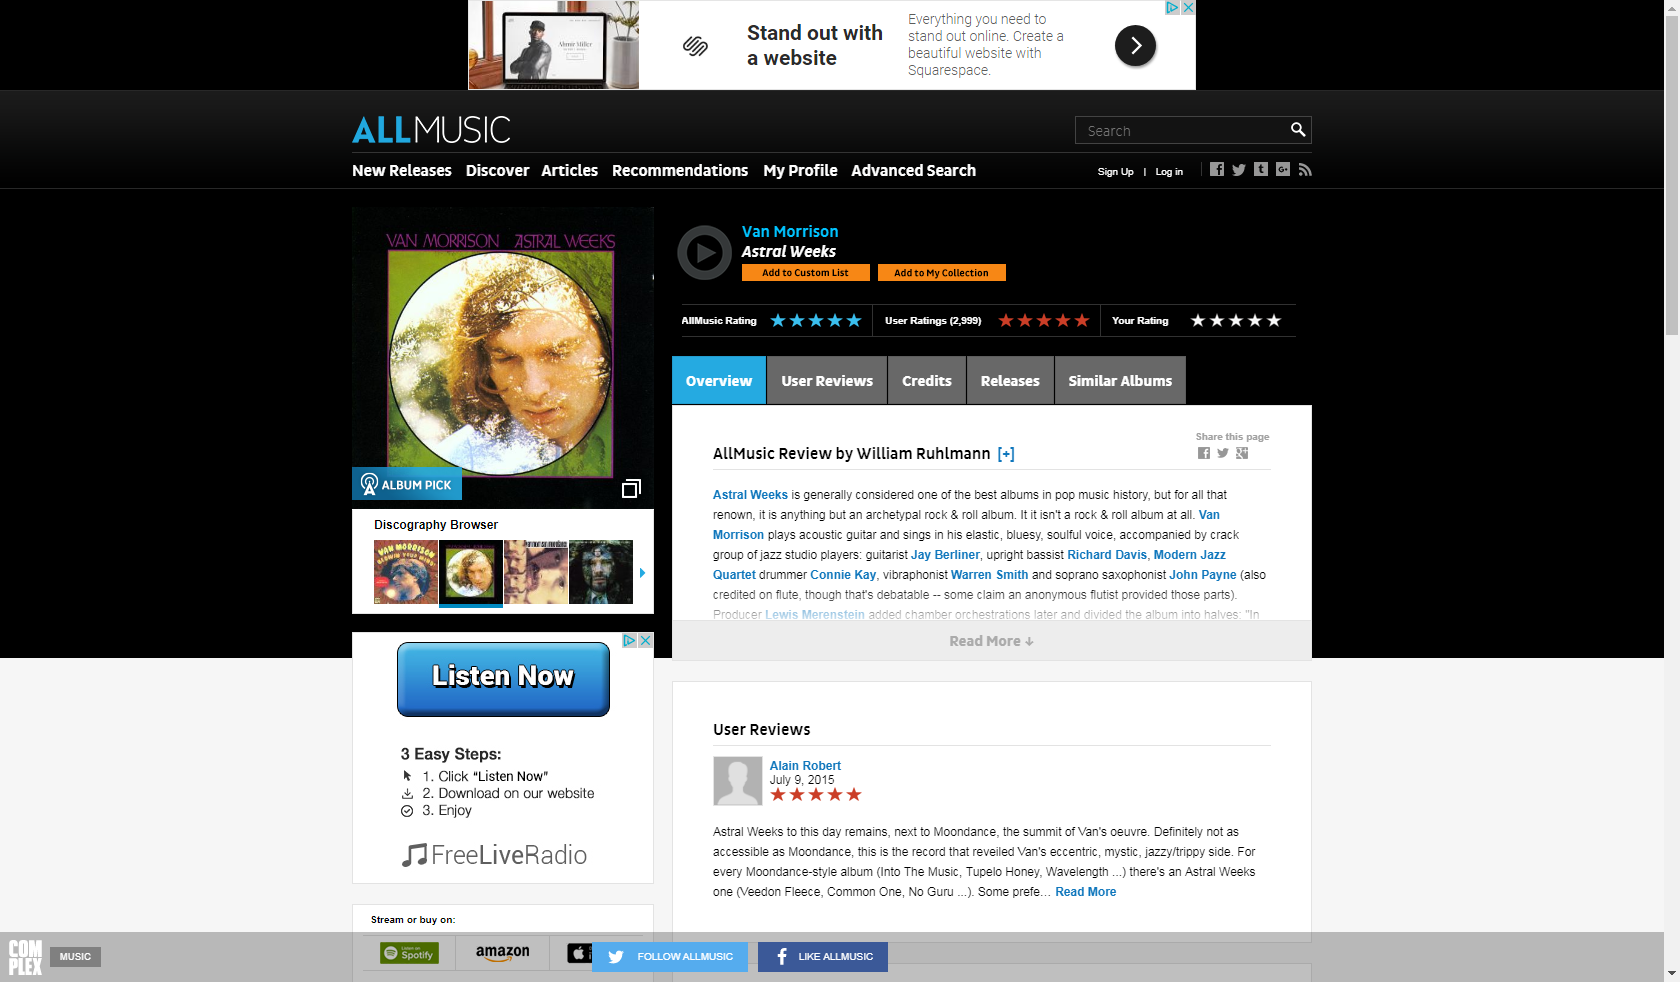 Stand out with
a website
Everything you need to
stand out online. Create a
beautiful website with
Squarespace.
ALLMUSIC
Search
New Releases Discover Articles Recommendations My Profile Advanced Search
Sign Up | Log in
VAN MORRISON ASTRAL WEEKS
ALBUM PICK
Van Morrison
Astral Weeks
Add to Custom List Add to My Collection
AllMusic Rating User Ratings (2,999) Your Rating
Overview User Reviews Credits Releases Similar Albums
AllMusic Review by William Ruhlmann [+]
Share this page
Astral Weeks is generally considered one of the best albums in pop music history, but for all that
renown, it is anything but an archetypal rock & roll album. It it isn't a rock & roll album at all. Van
Morrison plays acoustic guitar and sings in his elastic, bluesy, soulful voice, accompanied by crack
group of jazz studio players: guitarist Jay Berliner, upright bassist Richard Davis, Modern Jazz
Quartet drummer Connie Kay, vibraphonist Warren Smith and soprano saxophonist John Payne (also
credited on flute, though that's debatable -- some claim an anonymous flutist provided those parts).
Producer Lewis Merenstein added chamber orchestrations later and divided the album into halves: "In
Read More ↓
Discography Browser
VAN MORRISON
Listen Now
3 Easy Steps:
1. Click "Listen Now"
2. Download on our website
3. Enjoy
FreeLiveRadio
User Reviews
Alain Robert
July 9, 2015
Astral Weeks to this day remains, next to Moondance, the summit of Van's oeuvre. Definitely not as
accessible as Moondance, this is the record that reveiled Van's eccentric, mystic, jazzy/trippy side. For
every Moondance-style album (Into The Music, Tupelo Honey, Wavelength ...) there's an Astral Weeks
one (Veedon Fleece, Common One, No Guru ...). Some prefe... Read More
Stream or buy on:
Spotify
amazon
COM
PLEX
MUSIC
FOLLOW ALLMUSIC
LIKE ALLMUSIC